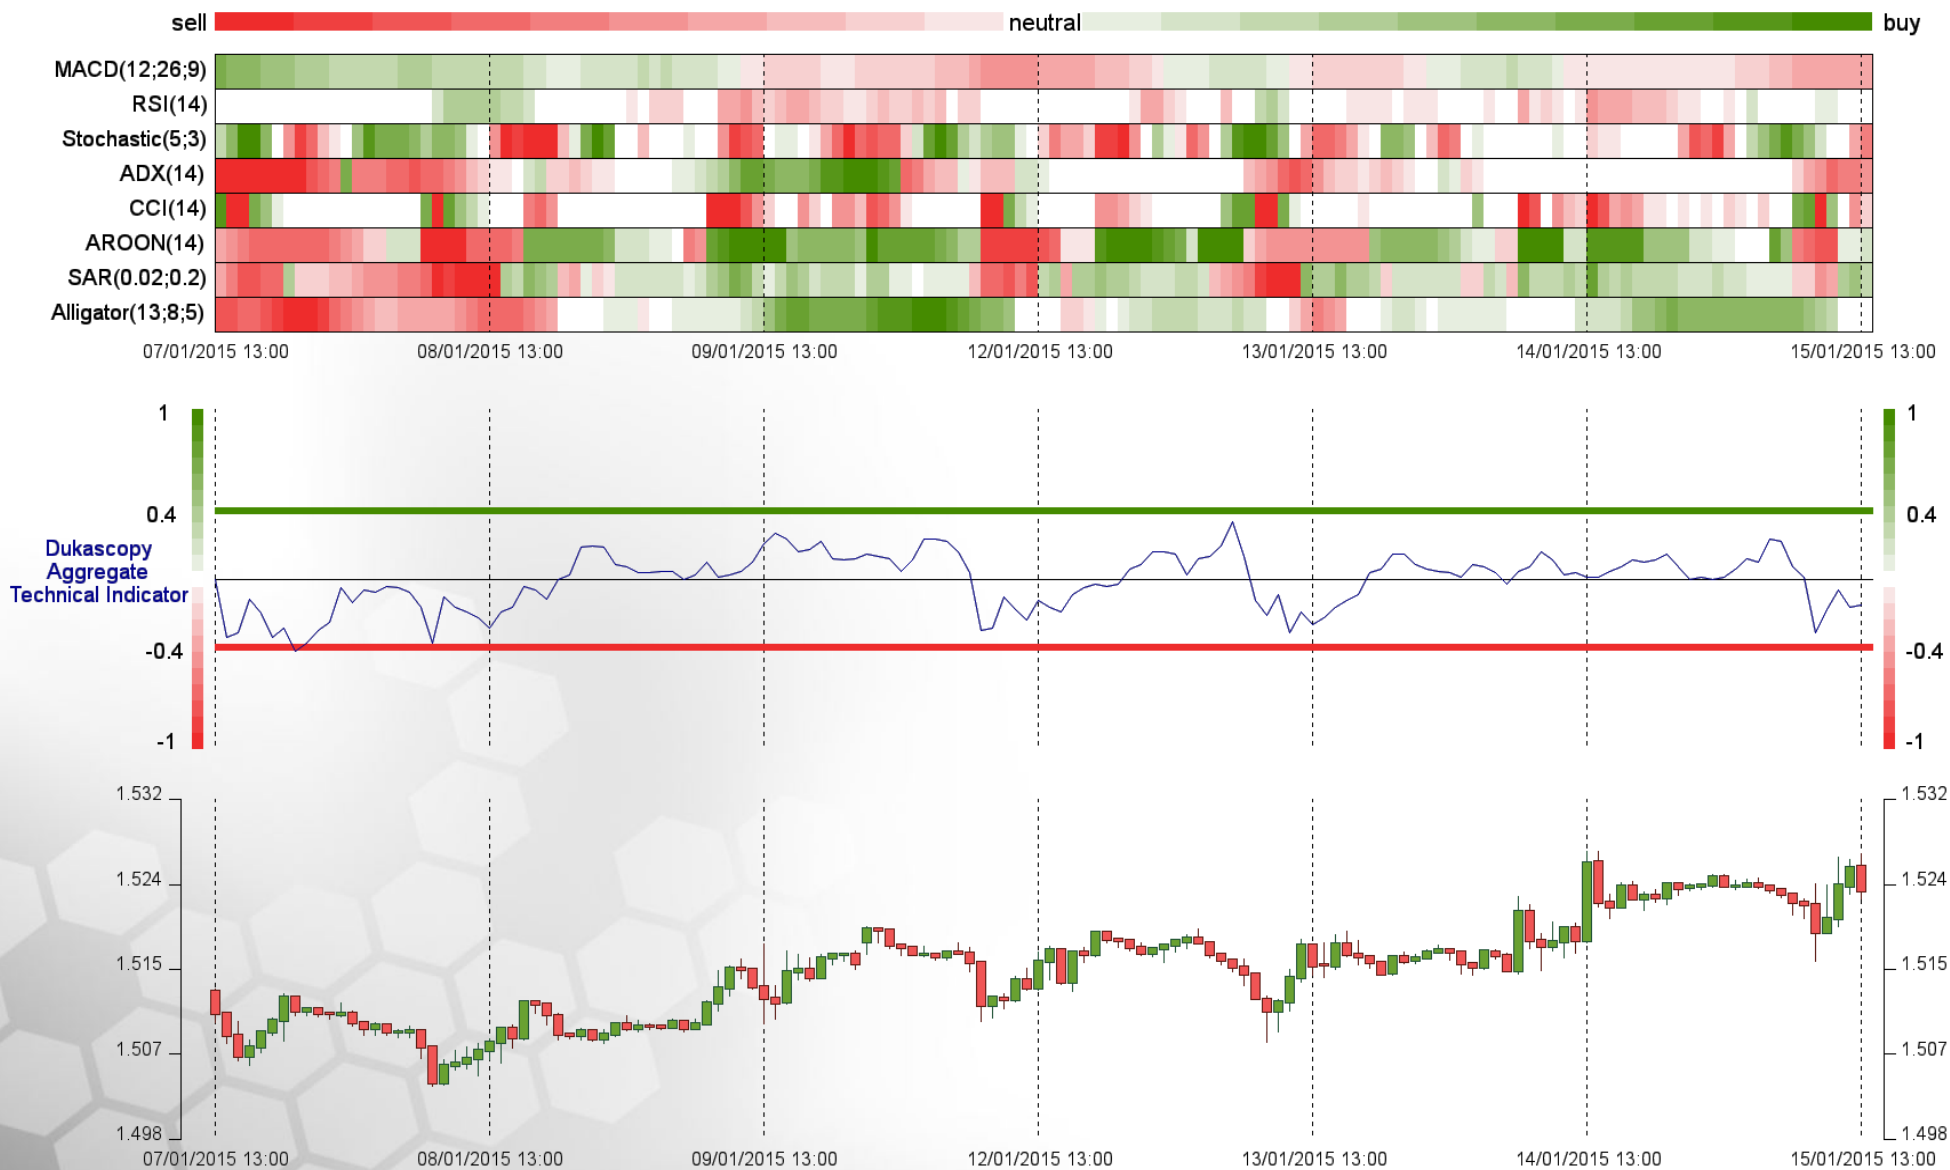 sell neutral buy
MACD(12;26;9)
RSI(14)
Stochastic(5;3)
ADX(14)
CCI(14)
AROON(14)
SAR(0.02;0.2)
Alligator(13;8;5)
07/01/2015 13:00 08/01/2015 13:00 09/01/2015 13:00 12/01/2015 13:00 13/01/2015 13:00 14/01/2015 13:00 15/01/2015 13:00
1 1
0.4 0.4
Dukascopy
Aggregate
Technical Indicator
-0.4 -0.4
-1 -1
1.532 1.532
1.524 1.524
1.515 1.515
1.507 1.507
1.498 1.498
07/01/2015 13:00 08/01/2015 13:00 09/01/2015 13:00 12/01/2015 13:00 13/01/2015 13:00 14/01/2015 13:00 15/01/2015 13:00